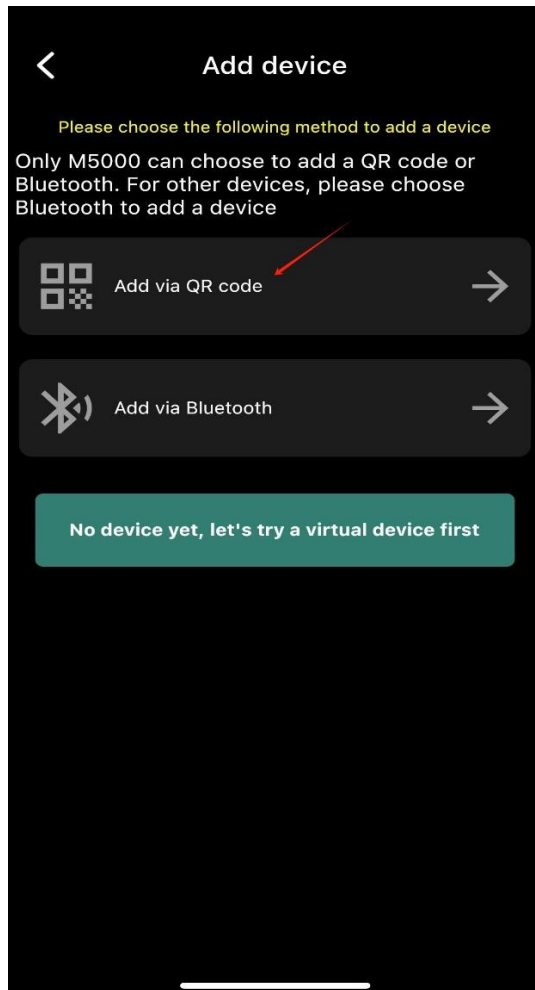 Add device
Please choose the following method to add a device
Only M5000 can choose to add a QR code or
Bluetooth. For other devices, please choose
Bluetooth to add a device
Add via QR code
Add via Bluetooth
No device yet, let's try a virtual device first